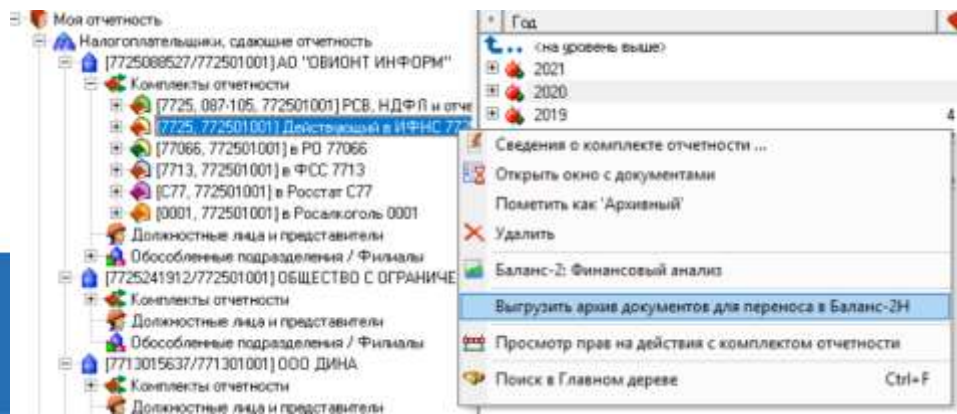 Моя отчетность
Налогоплательщики, сдающие отчетность
[7725088527/772501001] АО "ОВИОНТ ИНФОРМ"
Комплекты отчетности
[7725, 087-105, 772501001] РСВ, НДФЛ и отче
[7725, 772501001] Действующий в ИФНС 772
[77066, 772501001] в РО 77066
[7713, 772501001] в ФСС 7713
[С77, 772501001] в Росстат С77
[0001, 772501001] в Росалкоголь 0001
Должностные лица и представители
Обособленные подразделения / Филиалы
[7725241912/772501001] ОБЩЕСТВО С ОГРАНИЧЕ
Комплекты отчетности
Должностные лица и представители
Обособленные подразделения / Филиалы
[7713015637/771301001] ООО ДИНА
Комплекты отчетности
Должностные лица и представители
* Год
<на уровень выше>
2021
2020
2019 4
Сведения о комплекте отчетности ...
Открыть окно с документами
Пометить как 'Архивный'
Удалить
Баланс-2: Финансовый анализ
Выгрузить архив документов для переноса в Баланс-2Н
Просмотр прав на действия с комплектом отчетности
Поиск в Главном дереве Ctrl+F